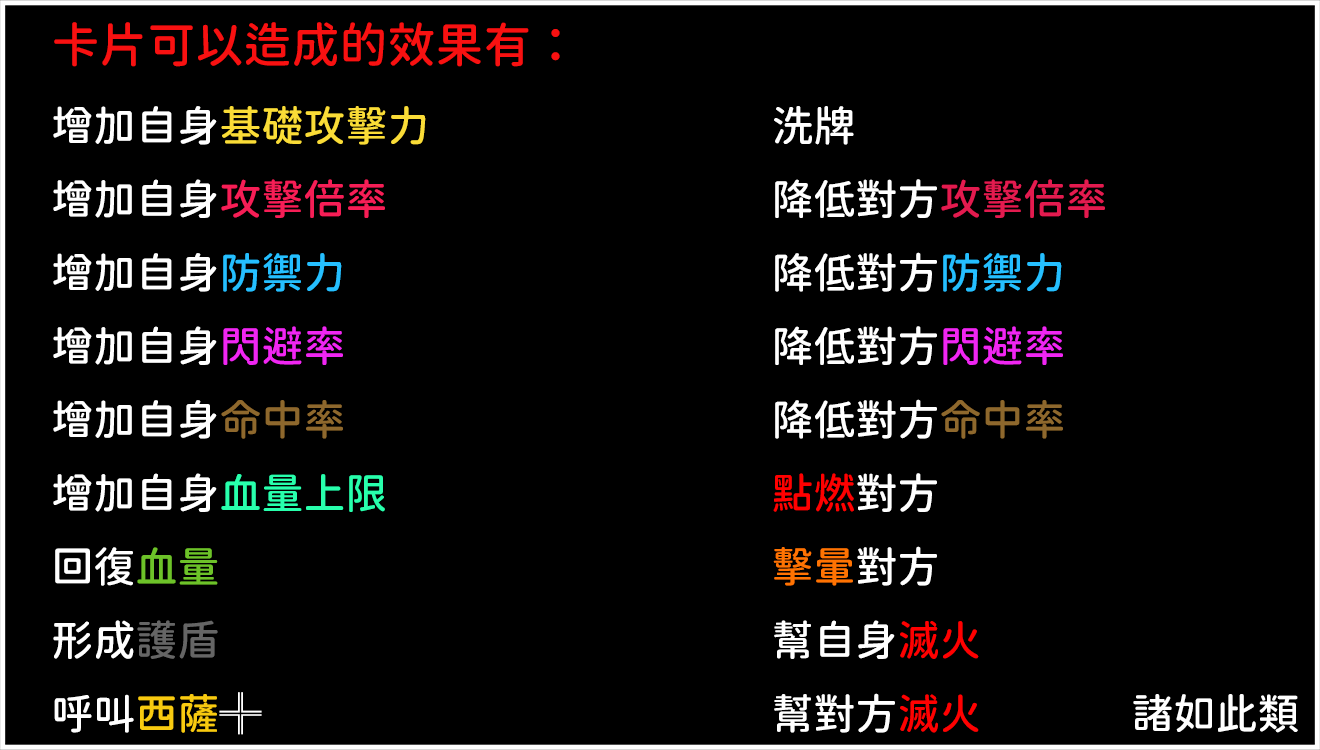 卡片可以造成的效果有：
增加自身基礎攻擊力
增加自身攻擊倍率
增加自身防禦力
增加自身閃避率
增加自身命中率
增加自身血量上限
回復血量
形成護盾
呼叫西薩╬
洗牌
降低對方攻擊倍率
降低對方防禦力
降低對方閃避率
降低對方命中率
點燃對方
擊暈對方
幫自身滅火
幫對方滅火
諸如此類